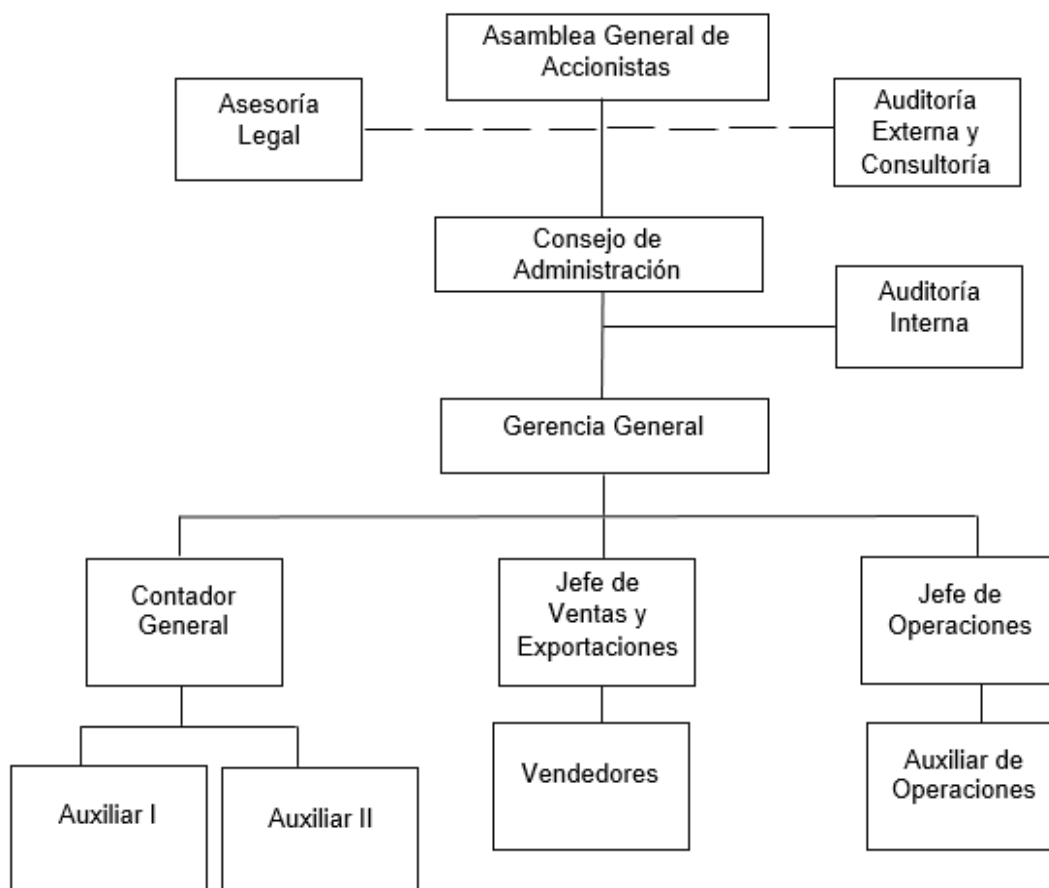 Asamblea General de
Accionistas
Asesoría
Legal
Auditoría
Externa y
Consultoría
Consejo de
Administración
Auditoría
Interna
Gerencia General
Contador
General
Jefe de
Ventas y
Exportaciones
Jefe de
Operaciones
Auxiliar I
Auxiliar II
Vendedores
Auxiliar de
Operaciones